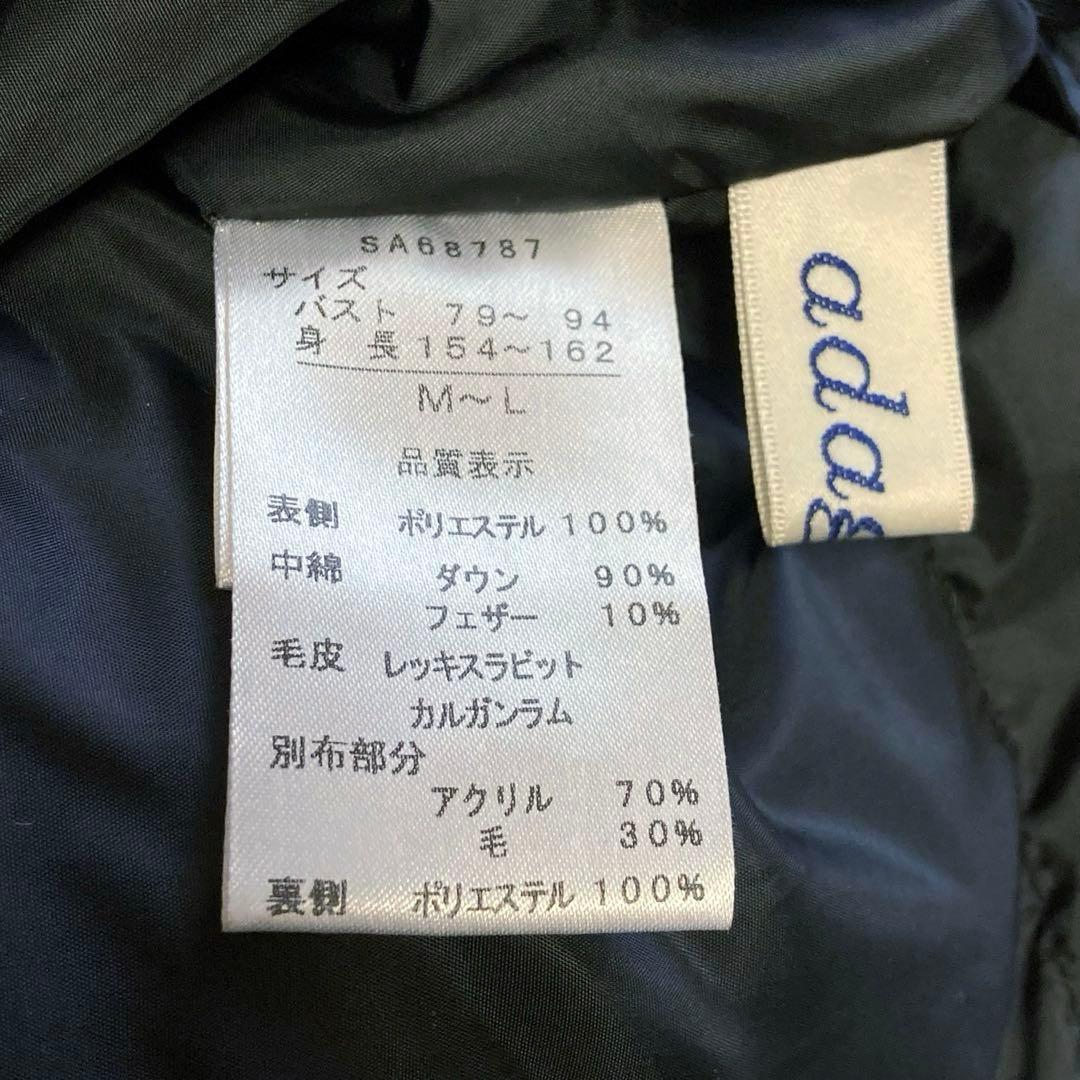 SA68787
サイズ
バスト 79～ 94
身 長 154～162
M～L
品質表示
表側 ポリエステル 100%
中綿 ダウン 90%
フェザー 10%
毛皮 レッキスラビット
カルガンラム
別布部分
アクリル 70%
毛 30%
裏側 ポリエステル 100%
adag